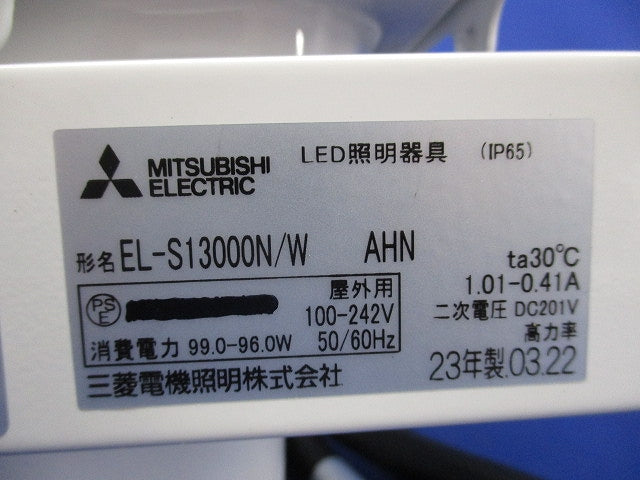 MITSUBISHI
ELECTRIC
LED照明器具 (IP65)
形名 EL-S13000N/W AHN
ta30℃
1.01-0.41A
二次電圧 DC201V
高力率
PS
E
屋外用
100-242V
消費電力 99.0-96.0W 50/60Hz
三菱電機照明株式会社
23年製.03.22